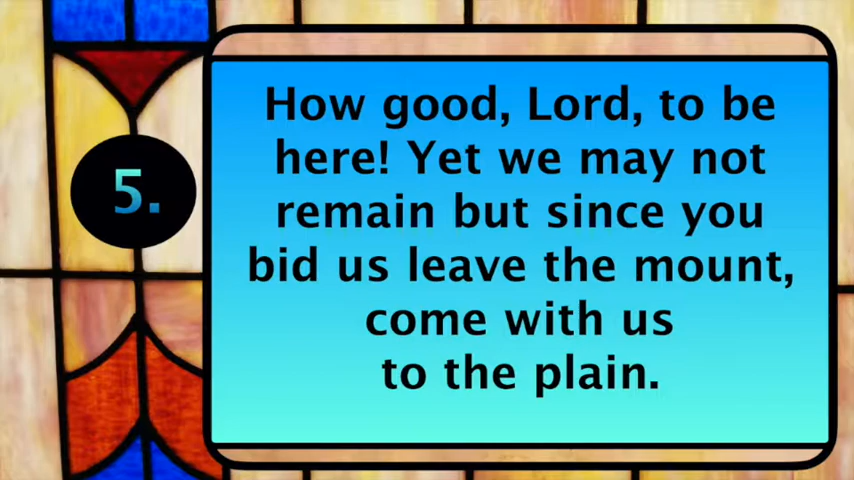 5.
How good, Lord, to be
here! Yet we may not
remain but since you
bid us leave the mount,
come with us
to the plain.